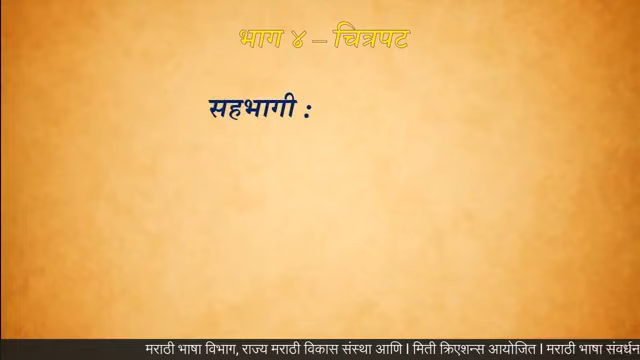 भाग ४ – चित्रपट
सहभागी :
मराठी भाषा विभाग, राज्य मराठी विकास संस्था आणि l मिती क्रिएशन्स आयोजित l मराठी भाषा संवर्धन